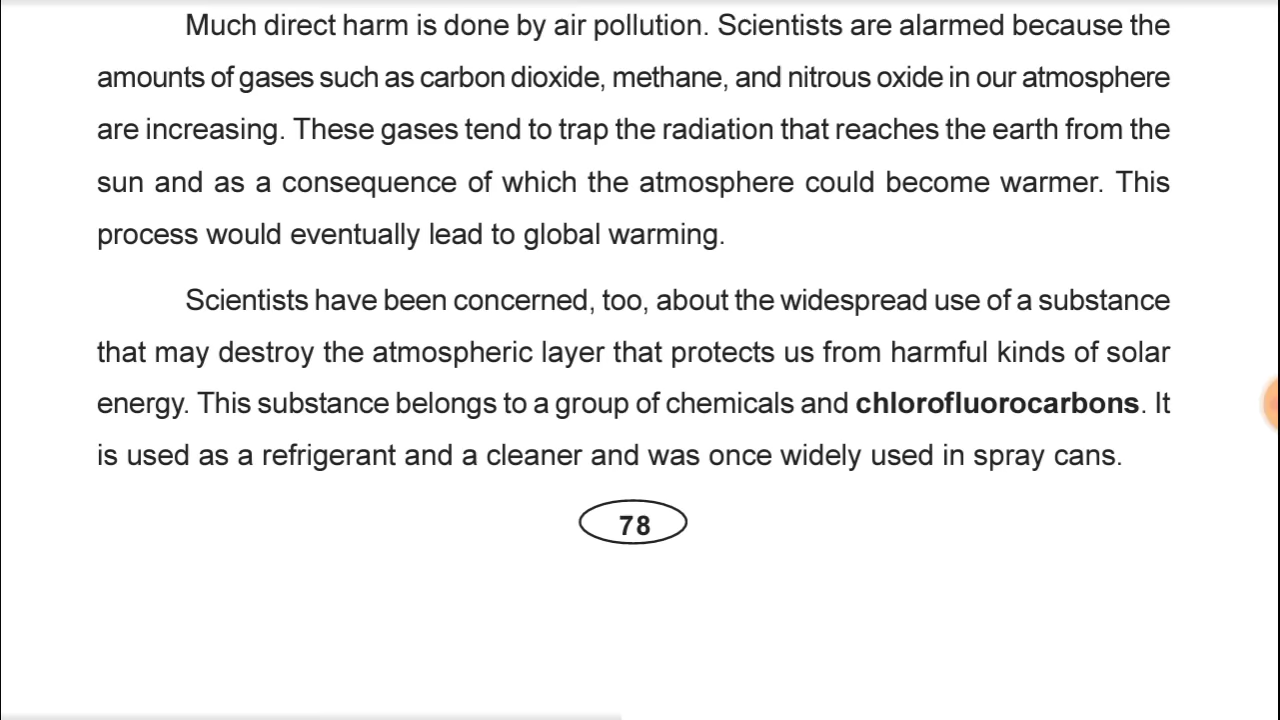 Much direct harm is done by air pollution. Scientists are alarmed because the
amounts of gases such as carbon dioxide, methane, and nitrous oxide in our atmosphere
are increasing. These gases tend to trap the radiation that reaches the earth from the
sun and as a consequence of which the atmosphere could become warmer. This
process would eventually lead to global warming.
Scientists have been concerned, too, about the widespread use of a substance
that may destroy the atmospheric layer that protects us from harmful kinds of solar
energy. This substance belongs to a group of chemicals and chlorofluorocarbons. It
is used as a refrigerant and a cleaner and was once widely used in spray cans.
78